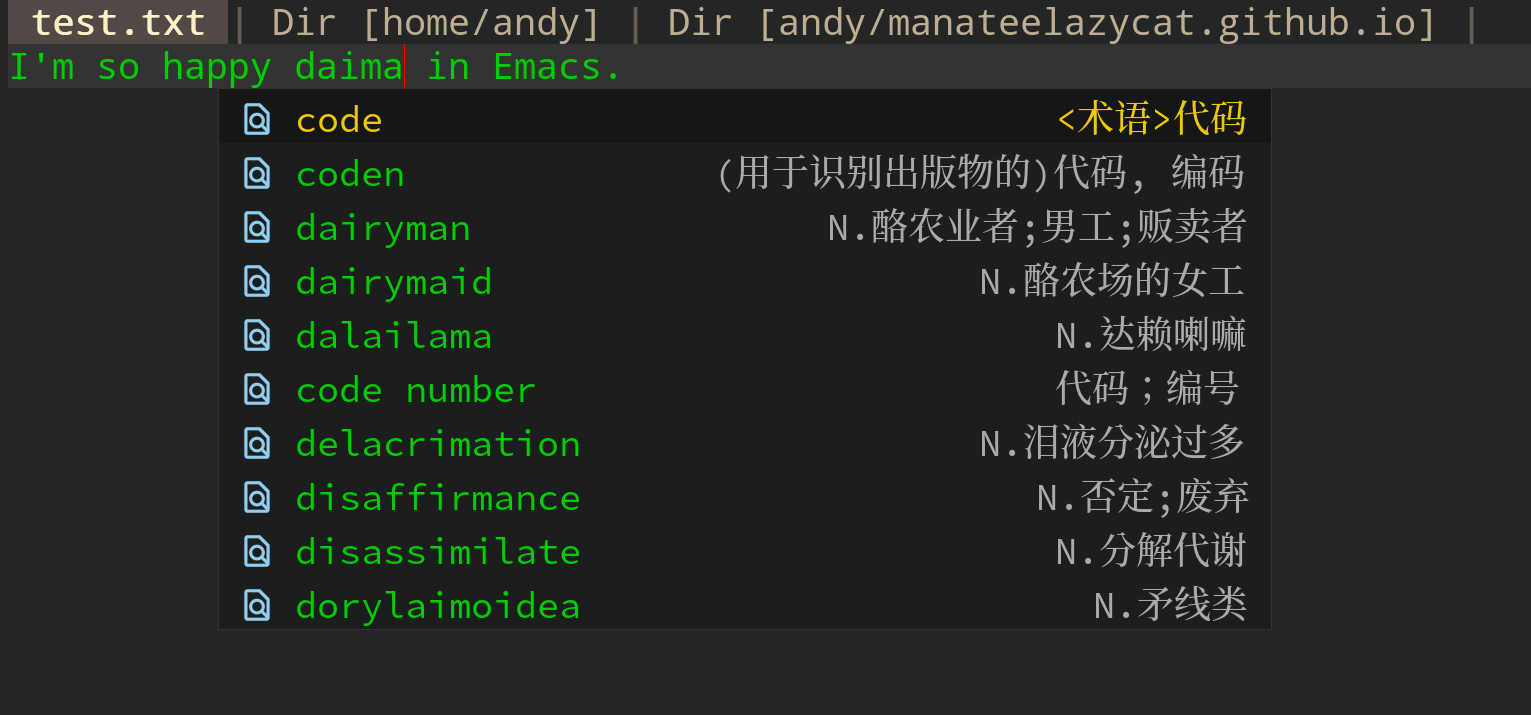 test.txt | Dir [home/andy] | Dir [andy/manateelazycat.github.io] |
I'm so happy daima in Emacs.
code <术语>代码
coden (用于识别出版物的)代码, 编码
dairyman N.酪农业者;男工;贩卖者
dairymaid N.酪农场的女工
dalailama N.达赖喇嘛
code number 代码；编号
delacrimation N.泪液分泌过多
disaffirmance N.否定;废弃
disassimilate N.分解代谢
dorylaimoidea N.矛线类